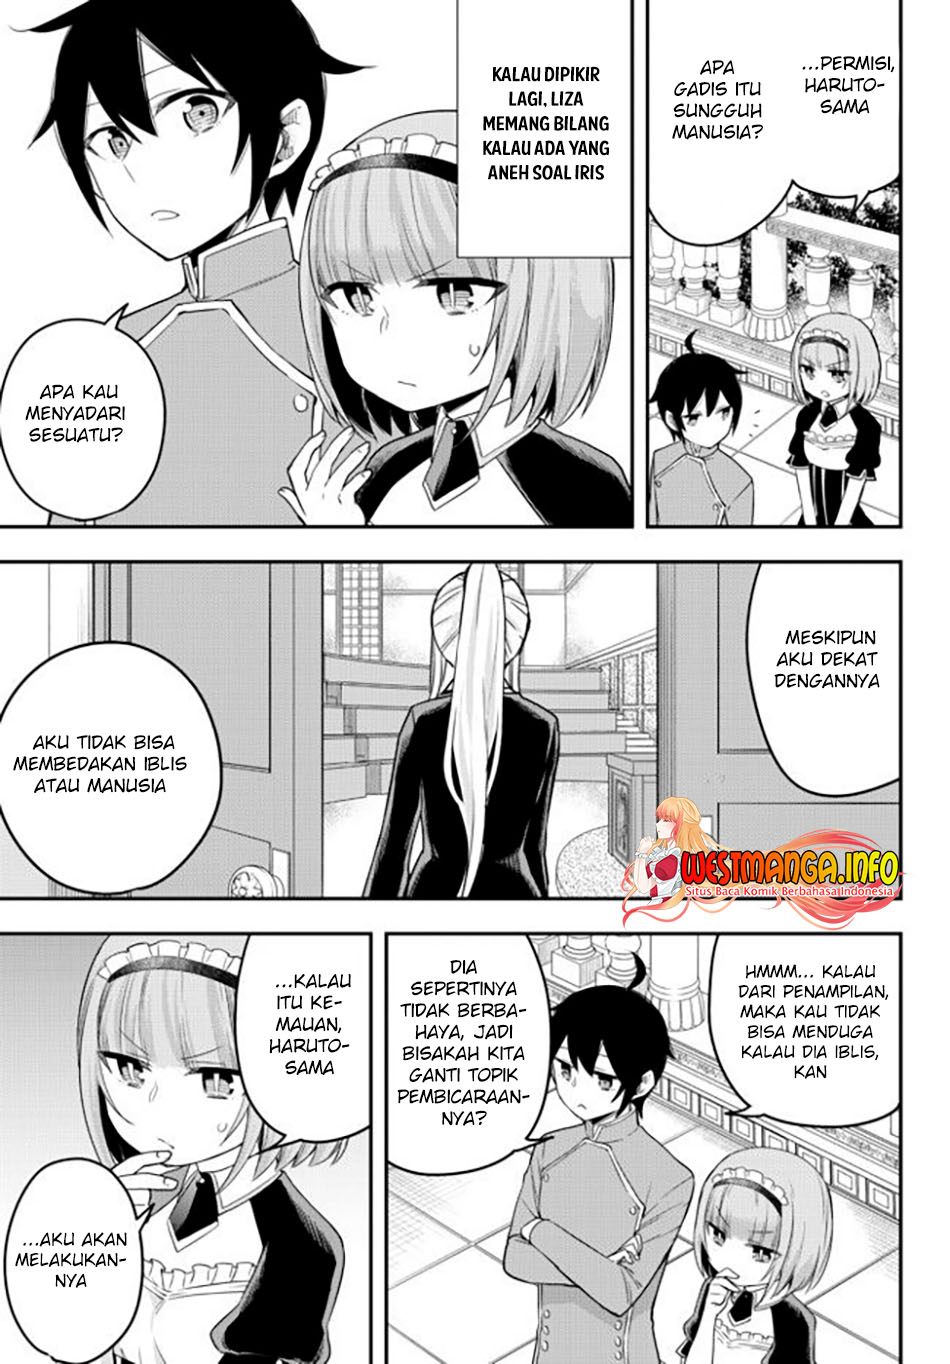 ...PERMISI,
HARUTO-
SAMA
APA
GADIS ITU
SUNGGUH
MANUSIA?
KALAU DIPIKIR
LAGI, LIZA
MEMANG BILANG
KALAU ADA YANG
ANEH SOAL IRIS
APA KAU
MENYADARI
SESUATU?
MESKIPUN
AKU DEKAT
DENGANNYA
AKU TIDAK BISA
MEMBEDAKAN IBLIS
ATAU MANUSIA
WESTMANGA.INFO
Situs Baca Komik Berbahasa Indonesia
HMMM... KALAU
DARI PENAMPILAN,
MAKA KAU TIDAK
BISA MENDUGA
KALAU DIA IBLIS,
KAN
DIA
SEPERTINYA
TIDAK BERBA-
HAYA, JADI
BISAKAH KITA
GANTI TOPIK
PEMBICARAAN-
NYA?
...KALAU
ITU KE-
MAUAN,
HARUTO-
SAMA
...AKU AKAN
MELAKUKAN-
NYA